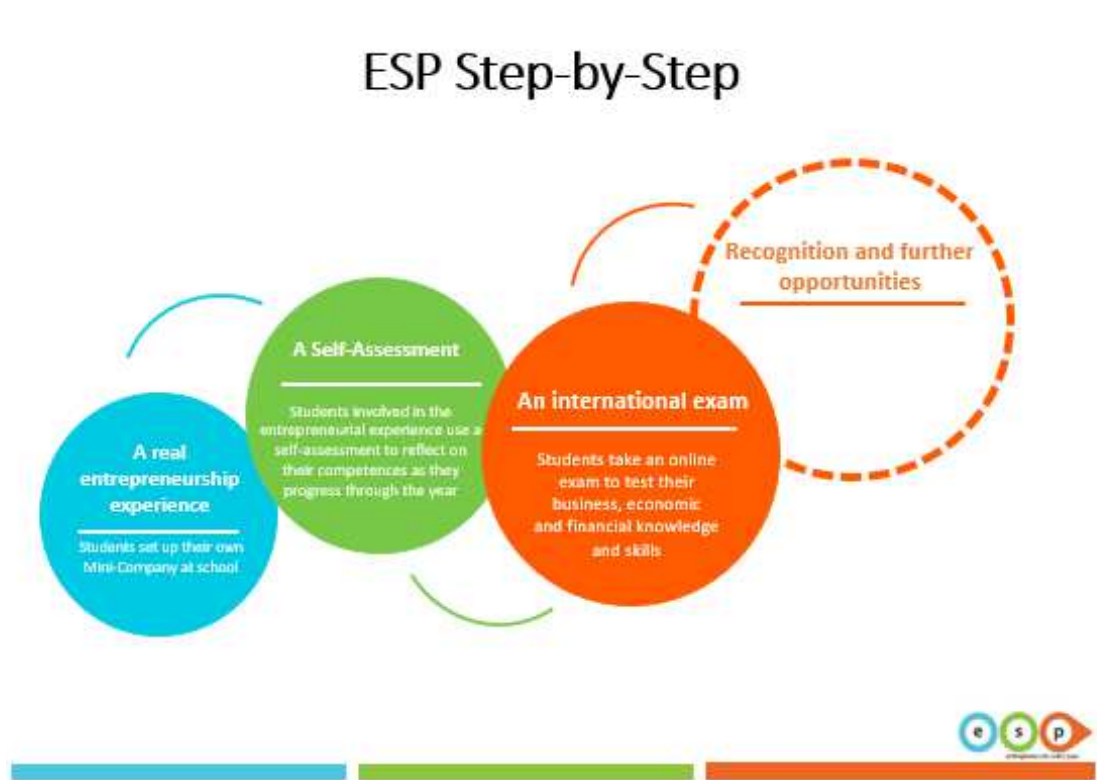 ESP Step-by-Step
A real
entrepreneurship
experience
Students set up their own
Mini-Company at school
A Self-Assessment
Students involved in the
entrepreneurial experience use a
self-assessment to reflect on
their competences as they
progress through the year
An international exam
Students take an online
exam to test their
business, economic
and financial knowledge
and skills
Recognition and further
opportunities
e s p